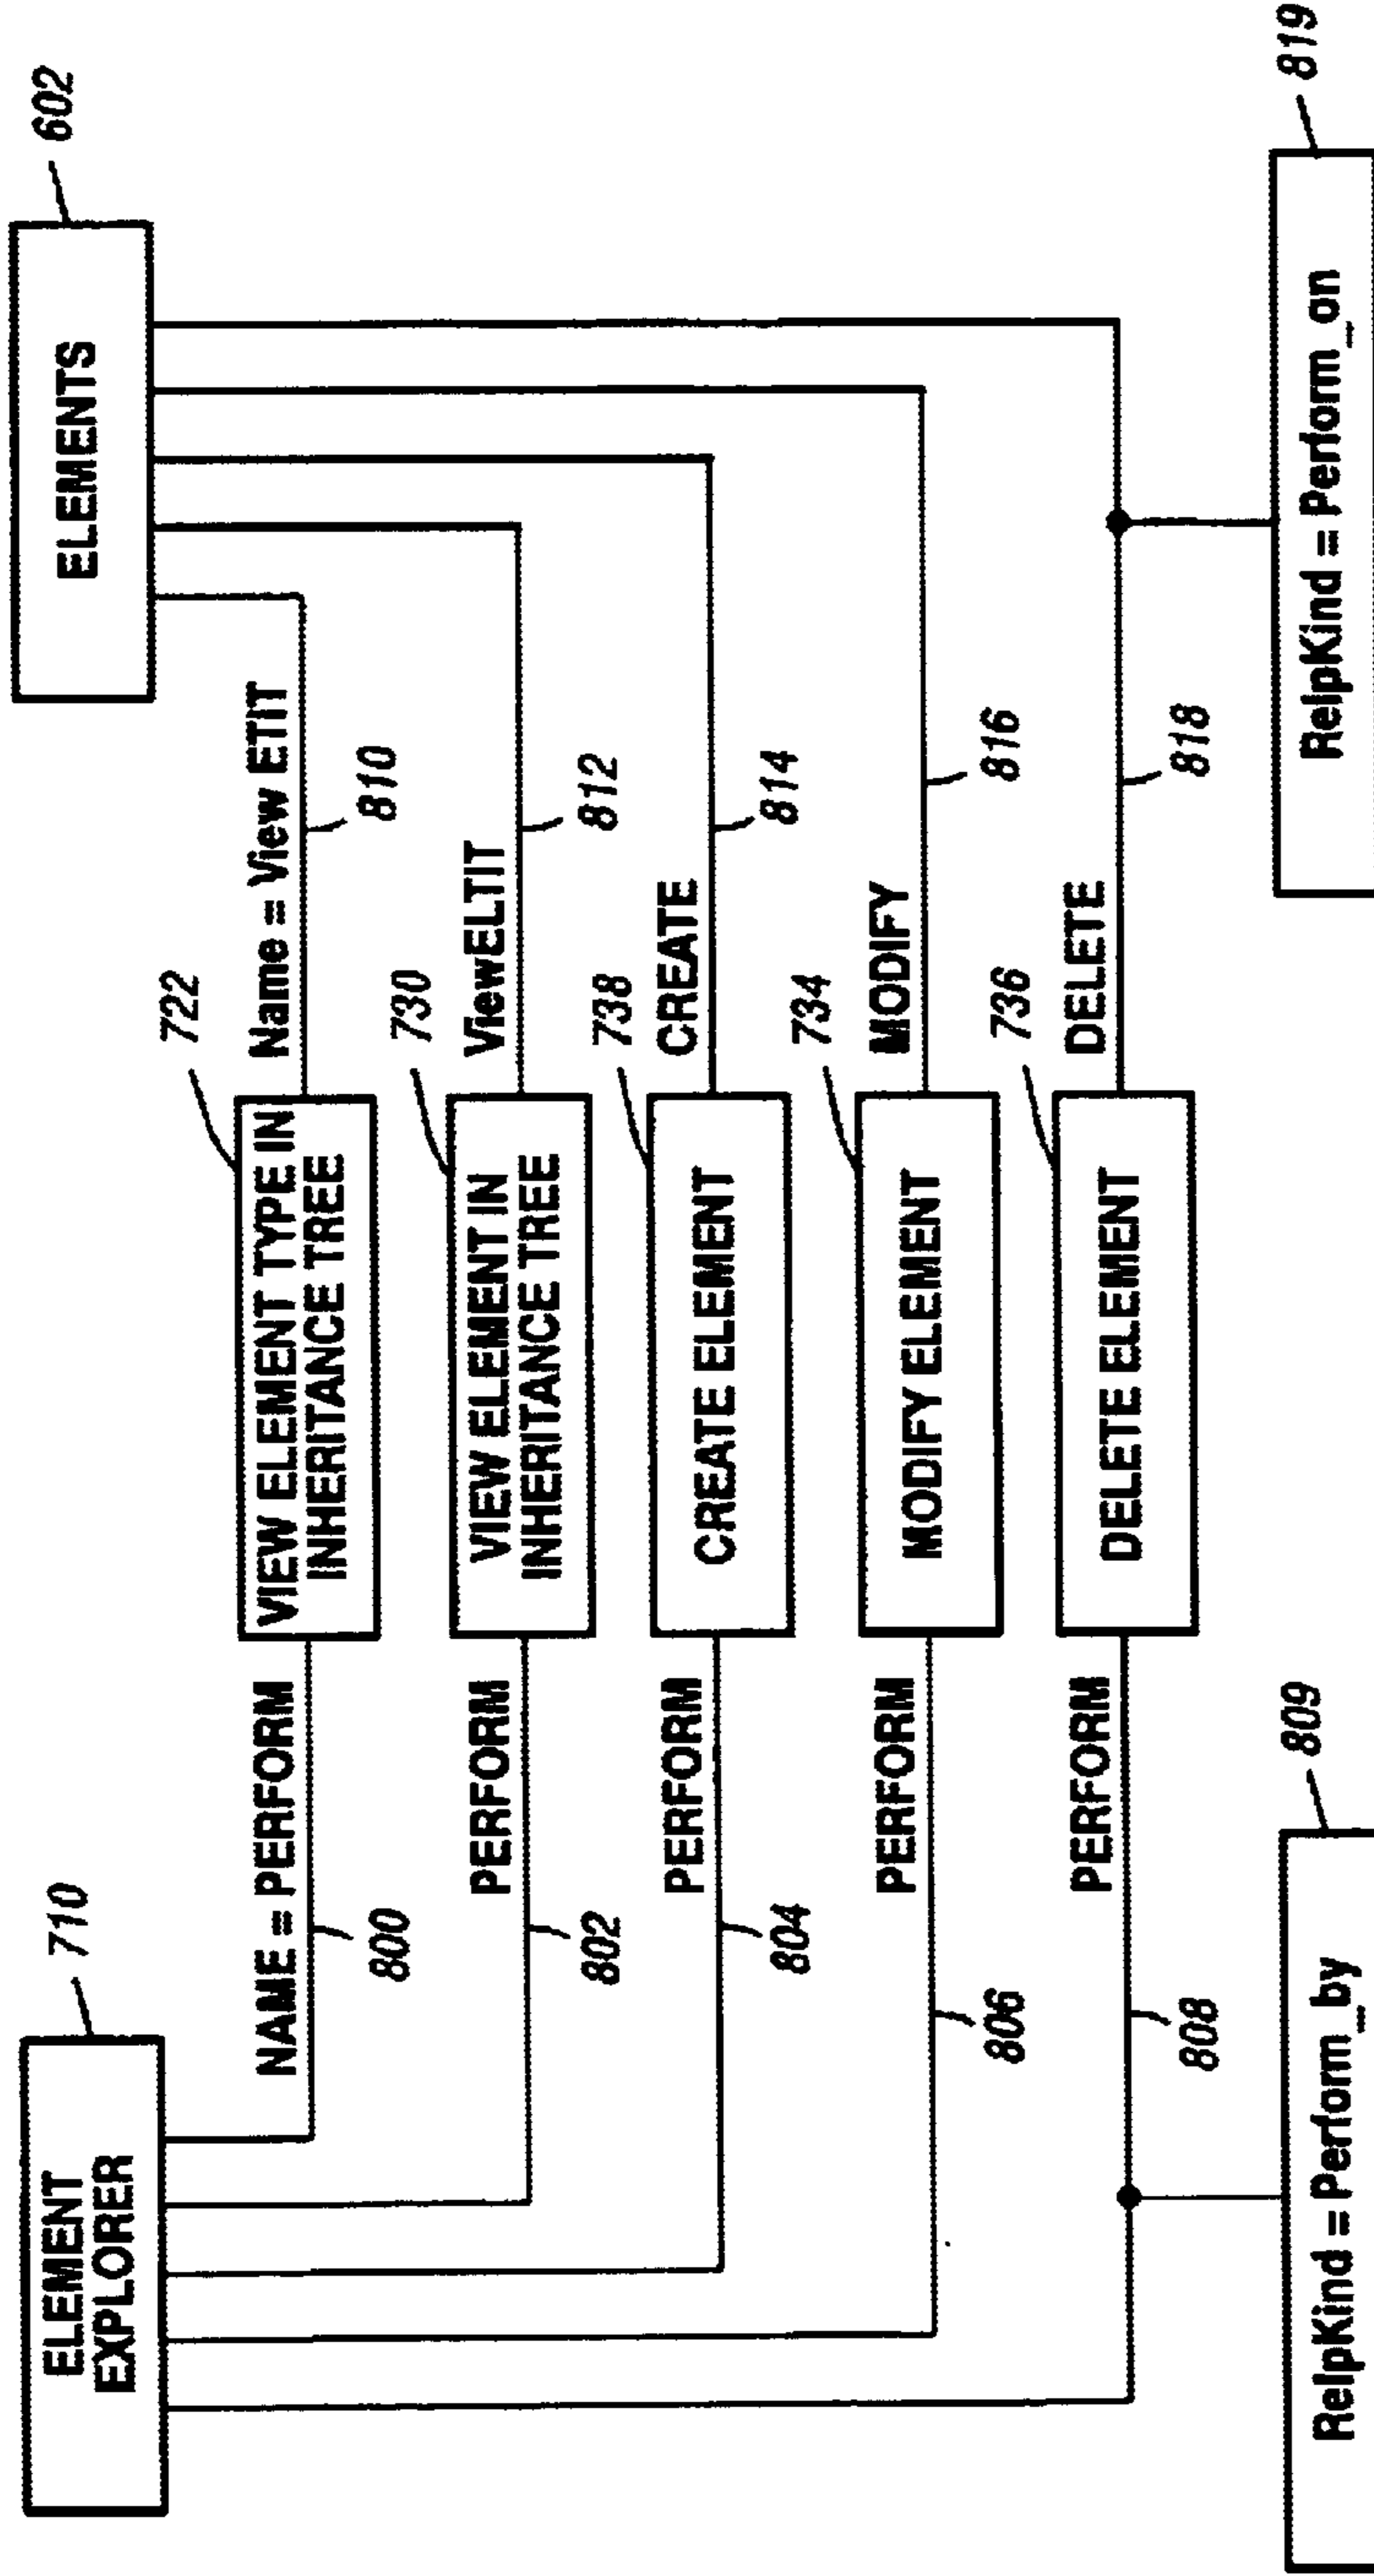 ELEMENT
EXPLORER
710
ELEMENTS
602
NAME = PERFORM
800
VIEW ELEMENT TYPE IN
INHERITANCE TREE
722
Name = View ETIT
810
PERFORM
802
VIEW ELEMENT IN
INHERITANCE TREE
730
ViewELTIT
812
PERFORM
804
CREATE ELEMENT
738
CREATE
814
PERFORM
806
MODIFY ELEMENT
734
MODIFY
816
PERFORM
808
DELETE ELEMENT
736
DELETE
818
RelpKind = Perform_by
809
RelpKind = Perform_on
819